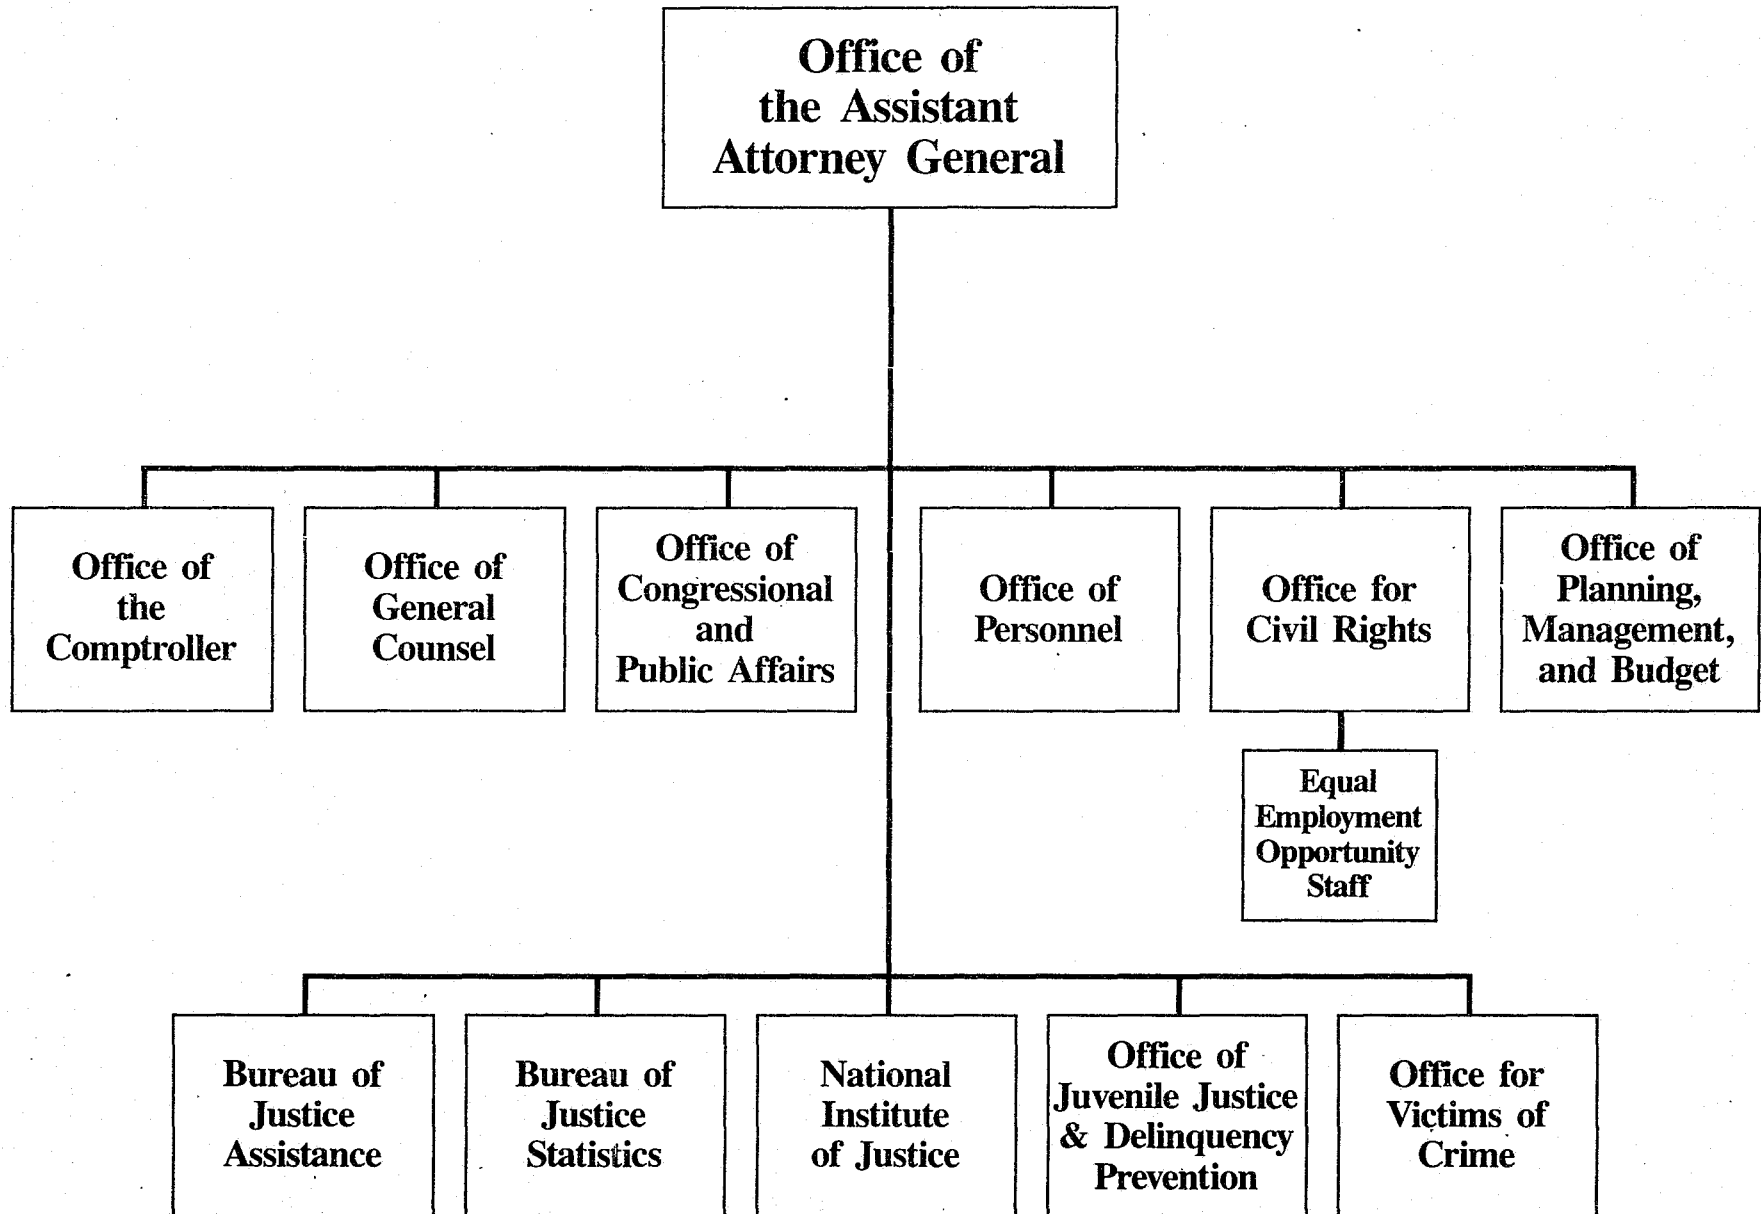 Office of
the Assistant
Attorney General
Office of
the
Comptroller
Office of
General
Counsel
Office of
Congressional
and
Public Affairs
Office of
Personnel
Office for
Civil Rights
Office of
Planning,
Management,
and Budget
Equal
Employment
Opportunity
Staff
Bureau of
Justice
Assistance
Bureau of
Justice
Statistics
National
Institute
of Justice
Office of
Juvenile Justice
& Delinquency
Prevention
Office for
Victims of
Crime